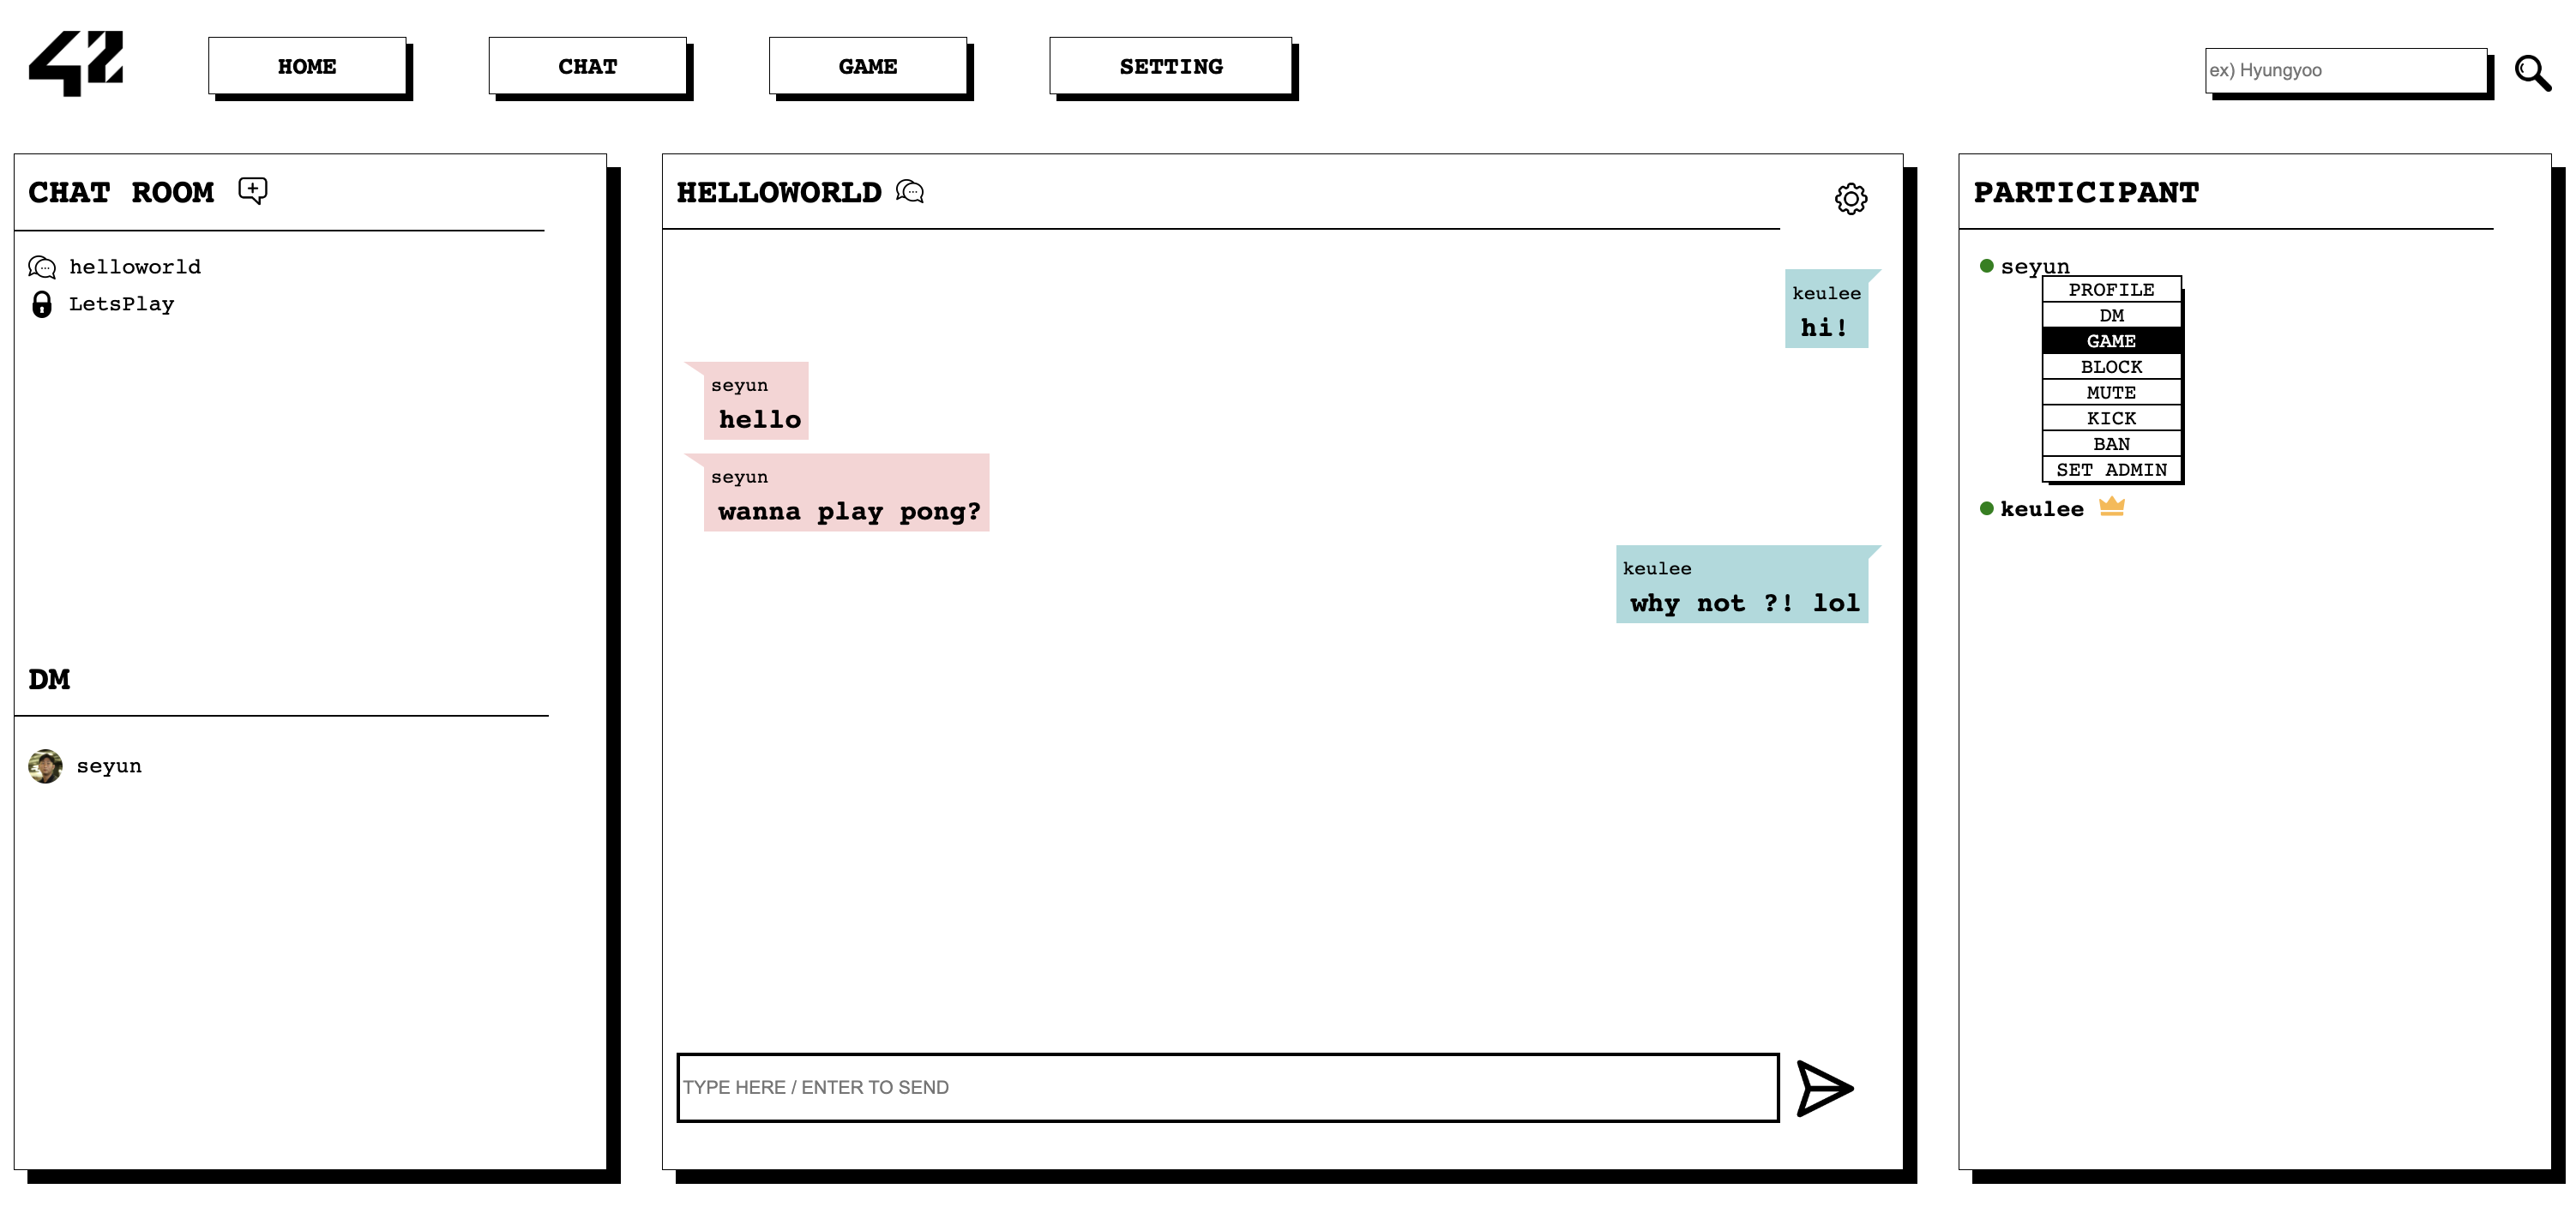 42
HOME
CHAT
GAME
SETTING
ex) Hyungyoo
CHAT ROOM
helloworld
LetsPlay
DM
seyun
HELLOWORLD
keulee
hi!
seyun
hello
seyun
wanna play pong?
keulee
why not ?! lol
TYPE HERE / ENTER TO SEND
PARTICIPANT
seyun
PROFILE
DM
GAME
BLOCK
MUTE
KICK
BAN
SET ADMIN
keulee